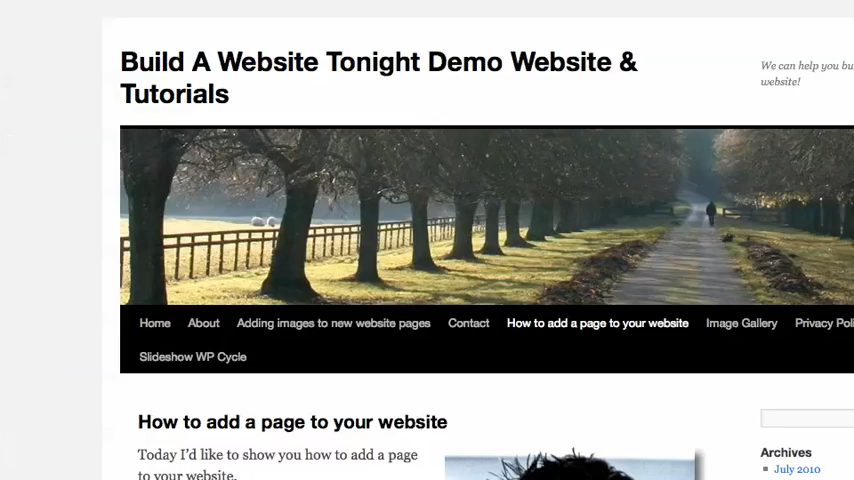 Build A Website Tonight Demo Website &
Tutorials
We can help you bu
website!
Home About Adding images to new website pages Contact How to add a page to your website Image Gallery Privacy Poli
Slideshow WP Cycle
How to add a page to your website
Today I'd like to show you how to add a page
to your website.
Archives
July 2010